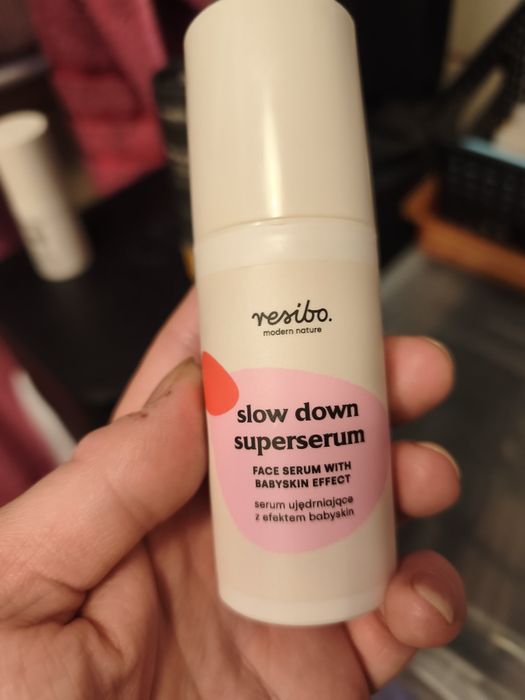 resibo.
modern nature
slow down
superserum
FACE SERUM WITH
BABYSKIN EFFECT
serum ujędrniające
z efektem babyskin